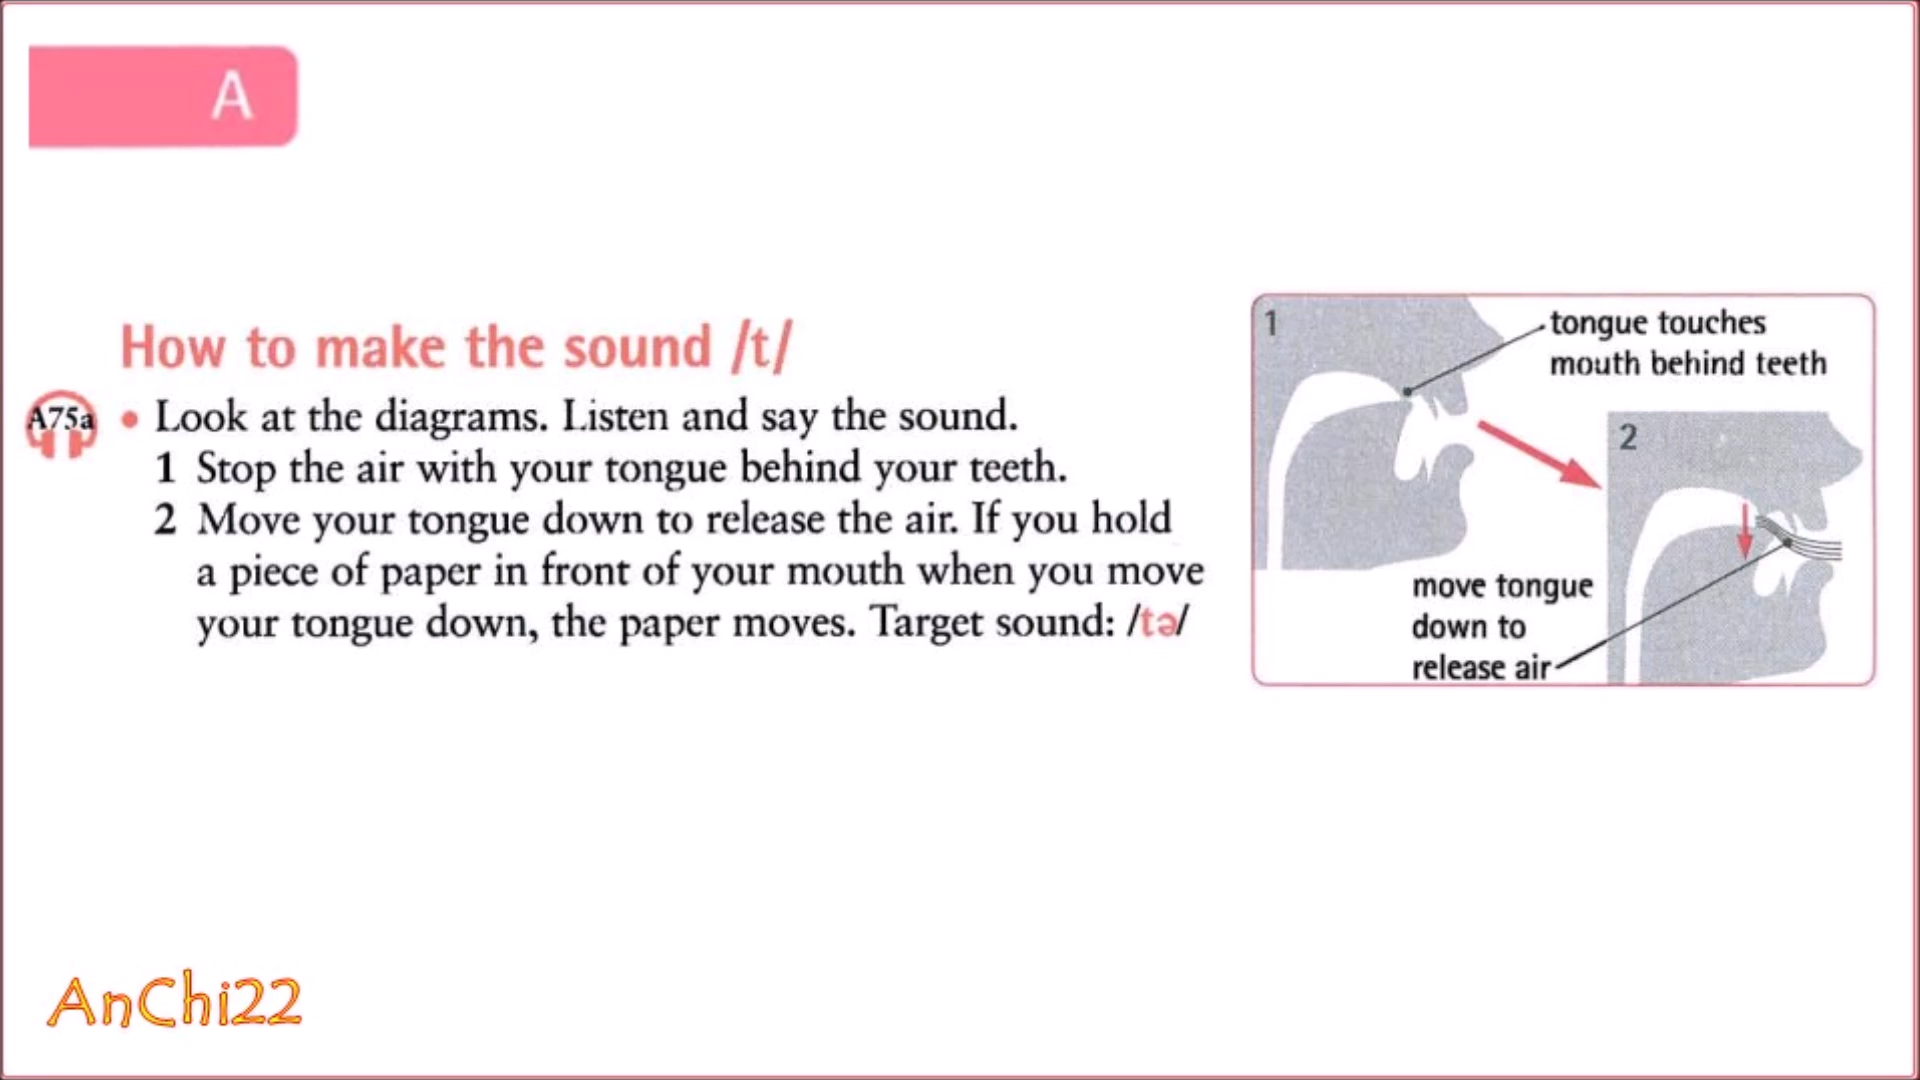 A
How to make the sound /t/
A75a • Look at the diagrams. Listen and say the sound.
1 Stop the air with your tongue behind your teeth.
2 Move your tongue down to release the air. If you hold
a piece of paper in front of your mouth when you move
your tongue down, the paper moves. Target sound: /tə/
1
tongue touches
mouth behind teeth
2
move tongue
down to
release air
AnChi22